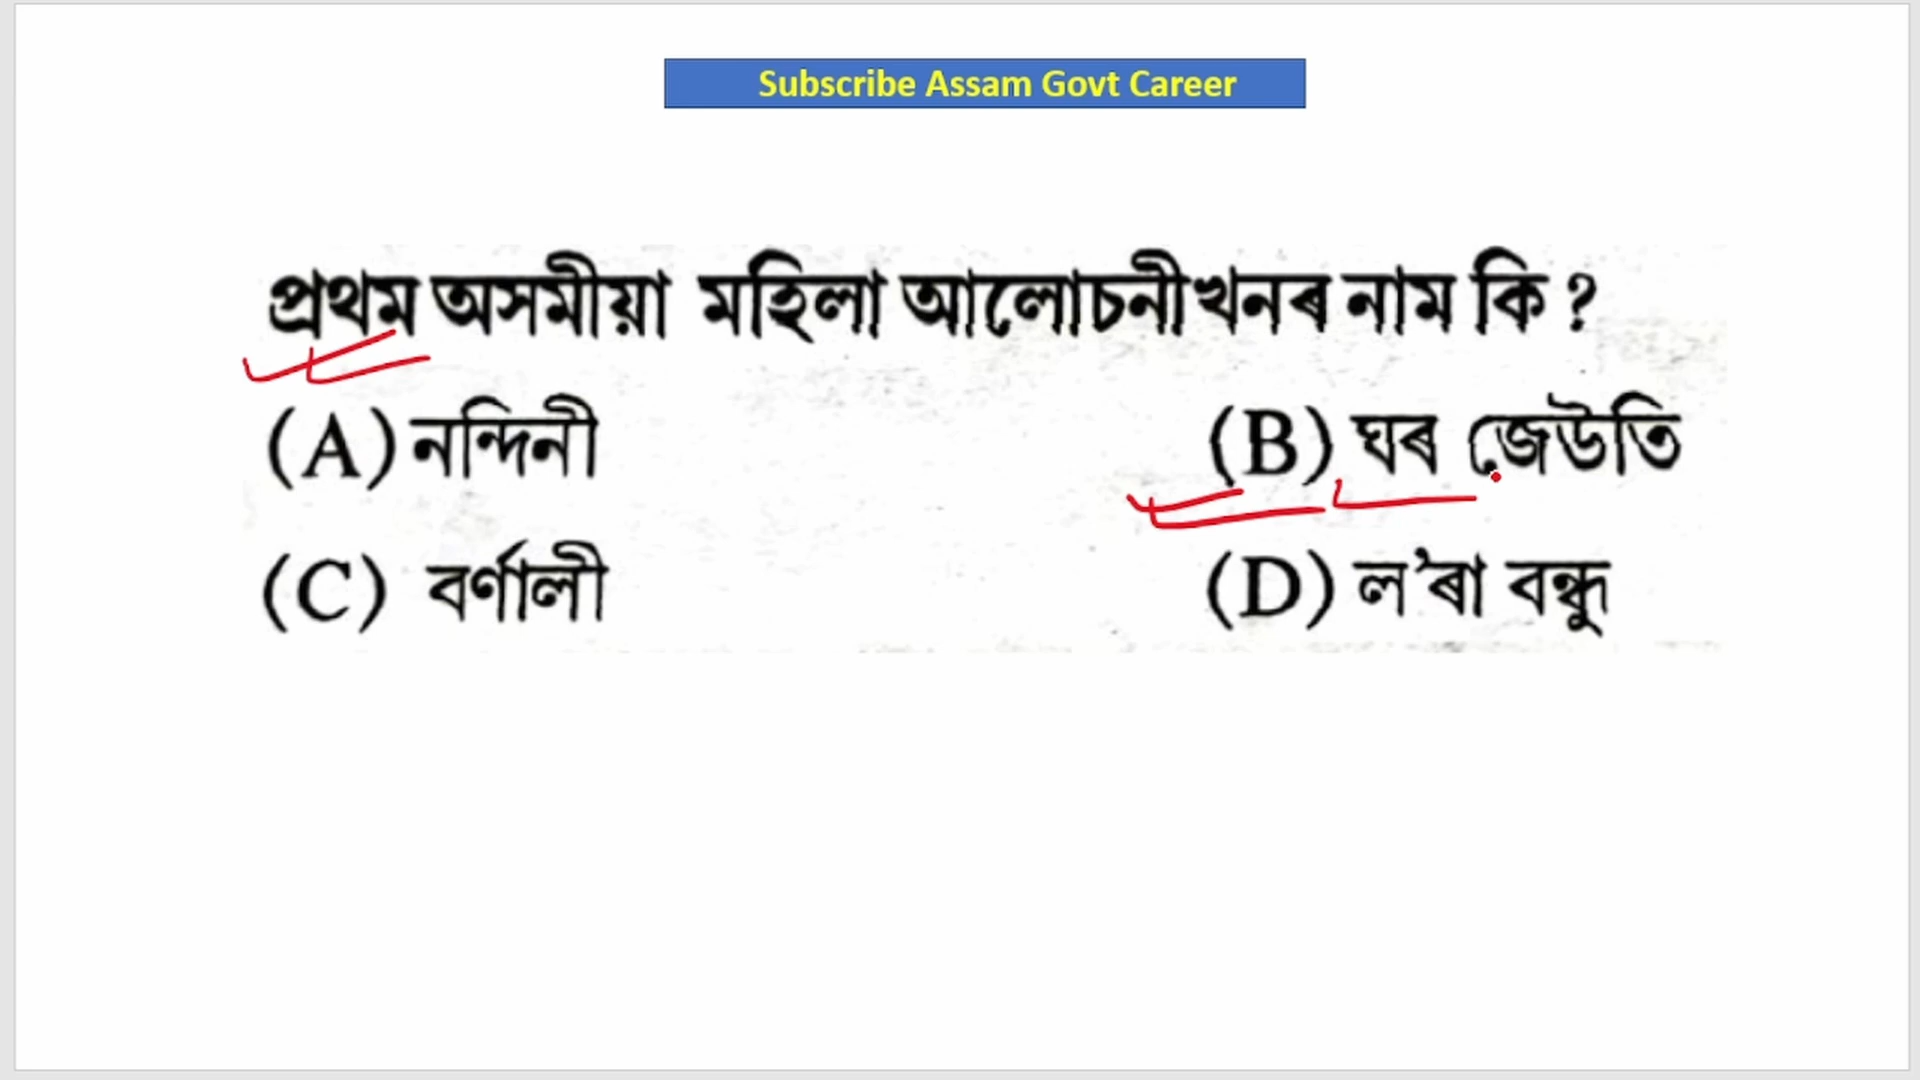 Subscribe Assam Govt Career
প্ৰথম অসমীয়া মহিলা আলোচনীখনৰ নাম কি ?
(A) নন্দিনী (B) ঘৰ জেউতি
(C) বৰ্ণালী (D) ল'ৰা বন্ধু